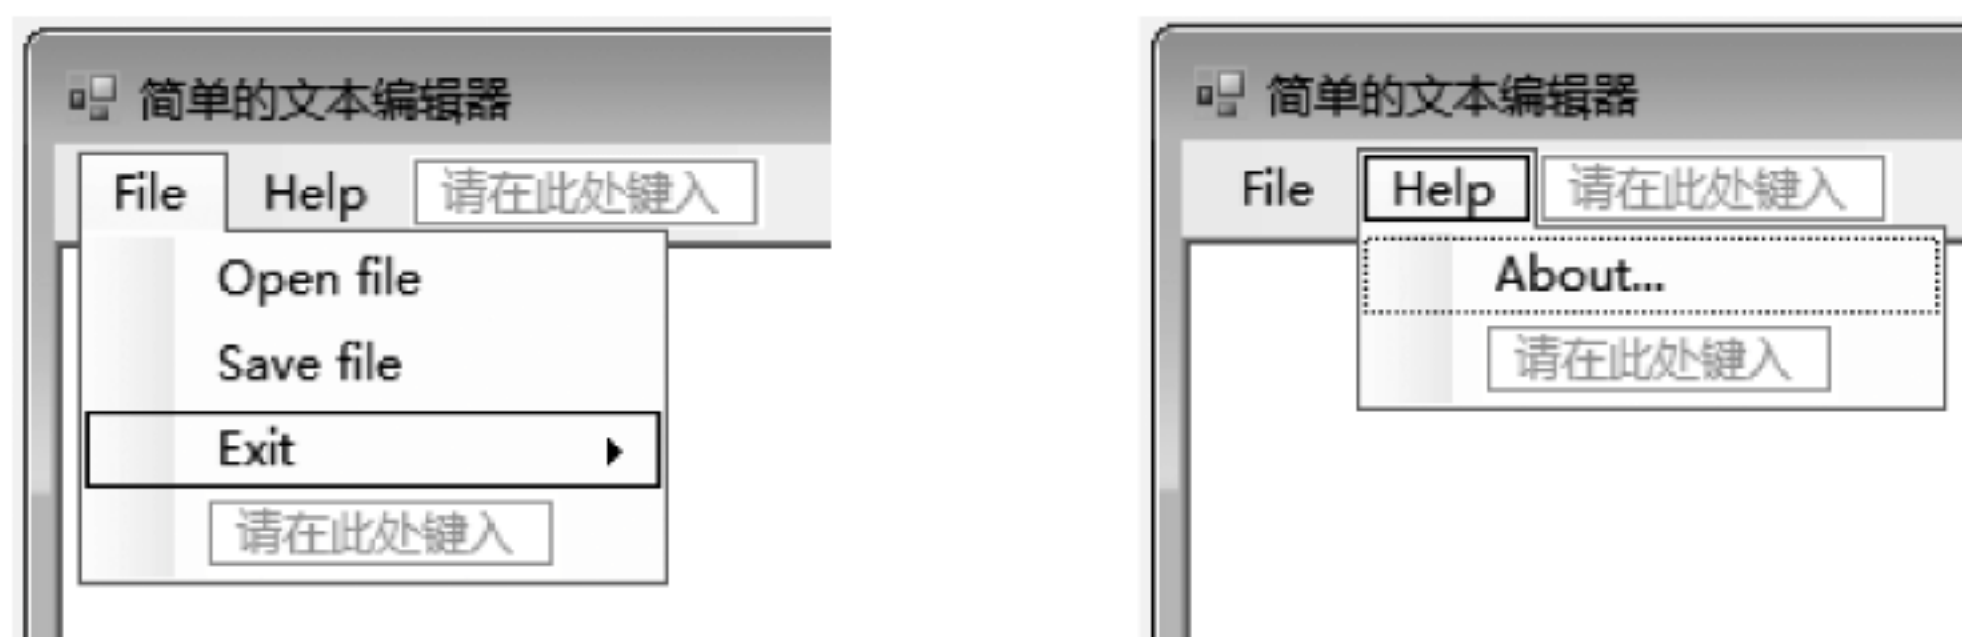 简单的文本编辑器
File Help 请在此处键入
Open file
Save file
Exit
请在此处键入
简单的文本编辑器
File Help 请在此处键入
About...
请在此处键入